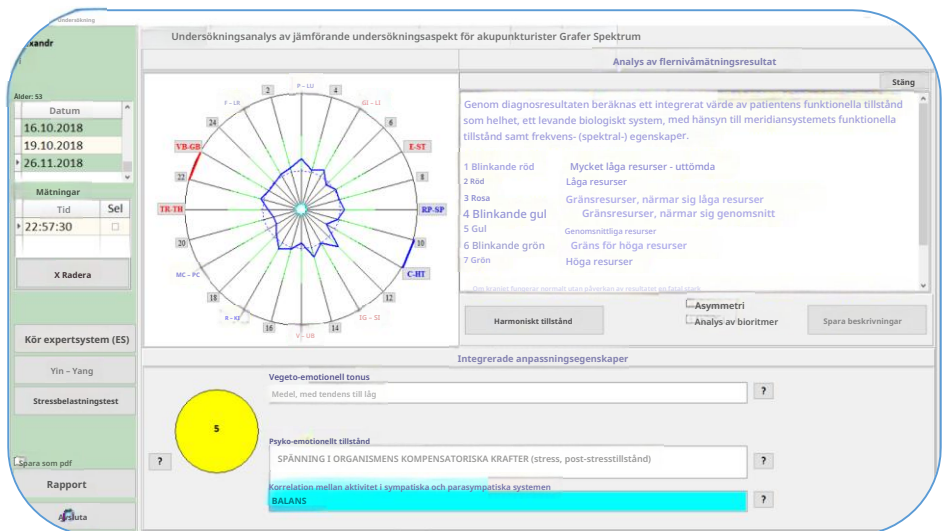 Undersökning
xandr
Ålder: 53
Datum
16.10.2018
19.10.2018
26.11.2018
Mätningar
Tid Sel
22:57:30
X Radera
Kör expertsystem (ES)
Yin – Yang
Stressbelastningstest
Spara som pdf
Rapport
Avsluta
Undersökningsanalys av jämförande undersökningsaspekt för akupunkturister Grafer Spektrum
P – LU
2
4
F – LR
GI – LI
24
6
VB-GB
E-ST
22
8
TR-TH
RP-SP
20
10
MC – PC
C-HT
18
12
R – KI
IG – SI
16
14
V – UB
Analys av flernivåmätningsresultat
Stäng
Genom diagnosresultaten beräknas ett integrerat värde av patientens funktionella tillstånd
som helhet, ett levande biologiskt system, med hänsyn till meridiansystemets funktionella
tillstånd samt frekvens- (spektral-) egenskaper.
1 Blinkande röd Mycket låga resurser - uttömda
2 Röd Låga resurser
3 Rosa Gränsresurser, närmar sig låga resurser
4 Blinkande gul Gränsresurser, närmar sig genomsnitt
5 Gul Genomsnittliga resurser
6 Blinkande grön Gräns för höga resurser
7 Grön Höga resurser
Harmoniskt tillstånd
Asymmetri
Analys av bioritmer
Spara beskrivningar
Integrerade anpassningsegenskaper
5
?
Vegeto-emotionell tonus
Medel, med tendens till låg
?
Psyko-emotionellt tillstånd
SPÄNNING I ORGANISMENS KOMPENSATORISKA KRAFTER (stress, post-stresstillstånd)
?
Korrelation mellan aktivitet i sympatiska och parasympatiska systemen
BALANS
?